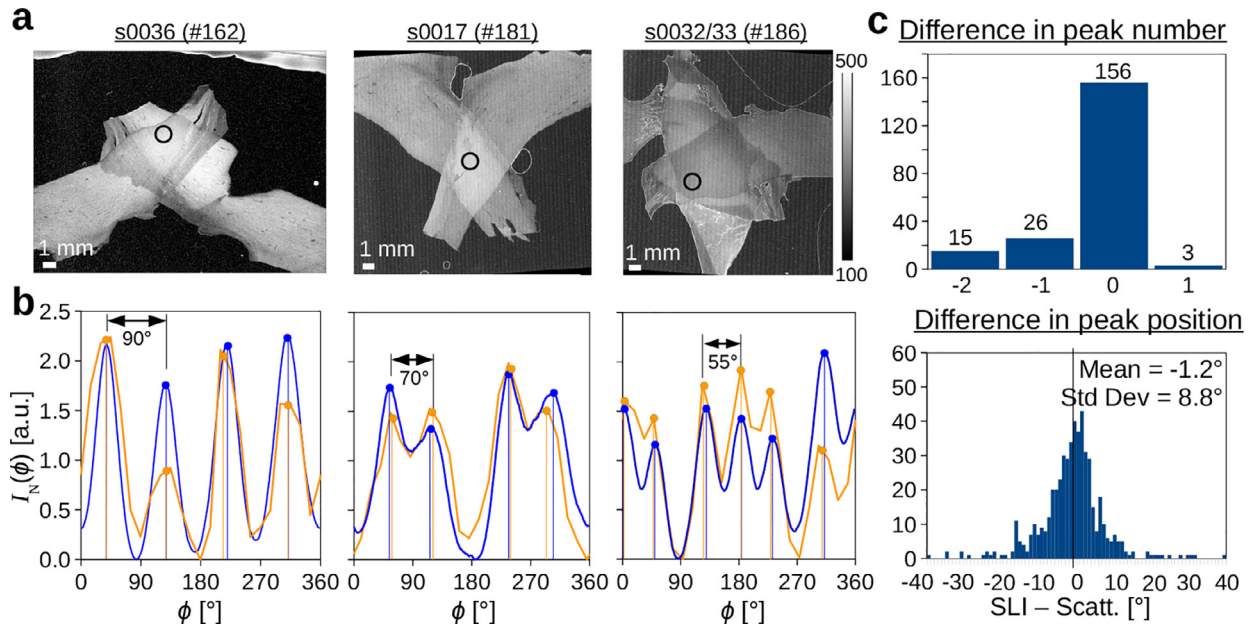 a
s0036 (#162)
s0017 (#181)
s0032/33 (#186)
1 mm
1 mm
1 mm
500
100
b
2.5
2.0
1.5
1.0
0.5
0.0
I_N(ϕ) [a.u.]
90°
70°
55°
0 90 180 270 360
0 90 180 270 360
0 90 180 270 360
ϕ [°]
ϕ [°]
ϕ [°]
c
Difference in peak number
160
120
80
40
0
15
26
156
3
-2 -1 0 1
Difference in peak position
60
50
40
30
20
10
0
Mean = -1.2°
Std Dev = 8.8°
-40 -30 -20 -10 0 10 20 30 40
SLI – Scatt. [°]